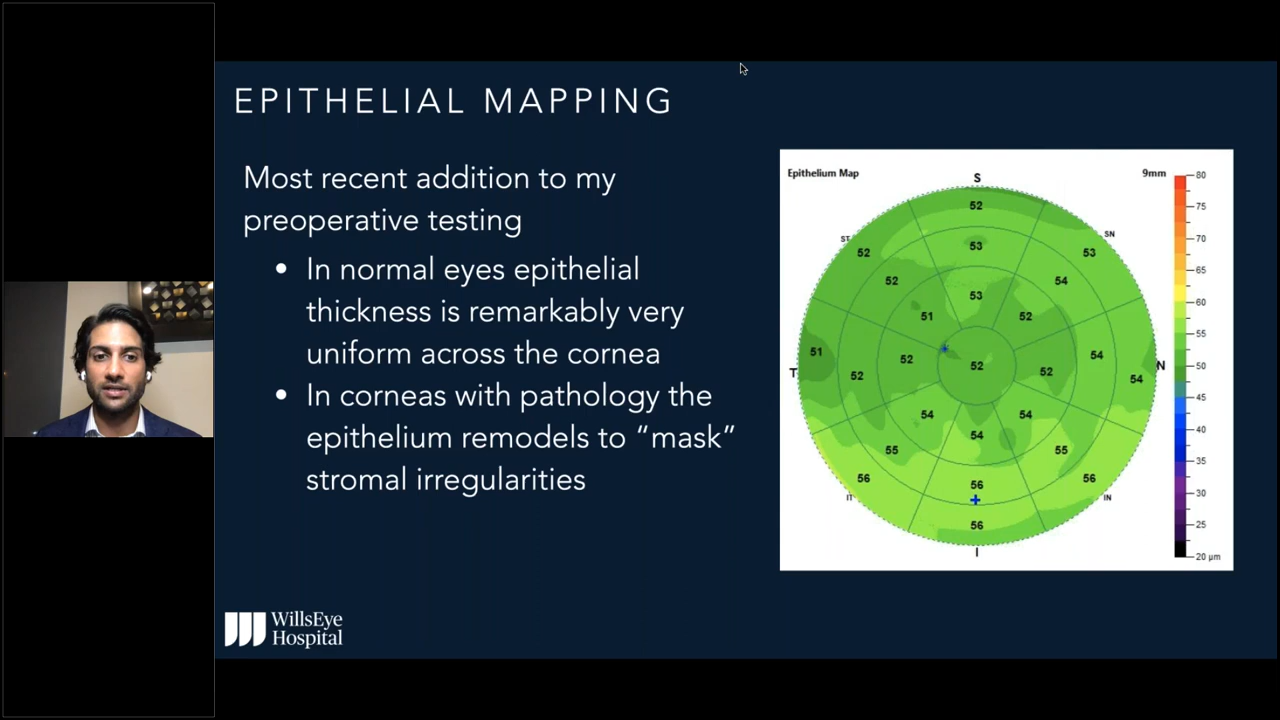 EPITHELIAL MAPPING
Most recent addition to my
preoperative testing
• In normal eyes epithelial
thickness is remarkably very
uniform across the cornea
• In corneas with pathology the
epithelium remodels to “mask”
stromal irregularities
WillsEye
Hospital
Epithelium Map
9mm
S
52
ST
SN
52
53
53
52
54
53
51
52
51
52
52
52
54
T
N
52
54
54
54
54
55
55
56
56
56
IT
IN
56
I
80
75
70
65
60
55
50
45
40
35
30
25
20 µm